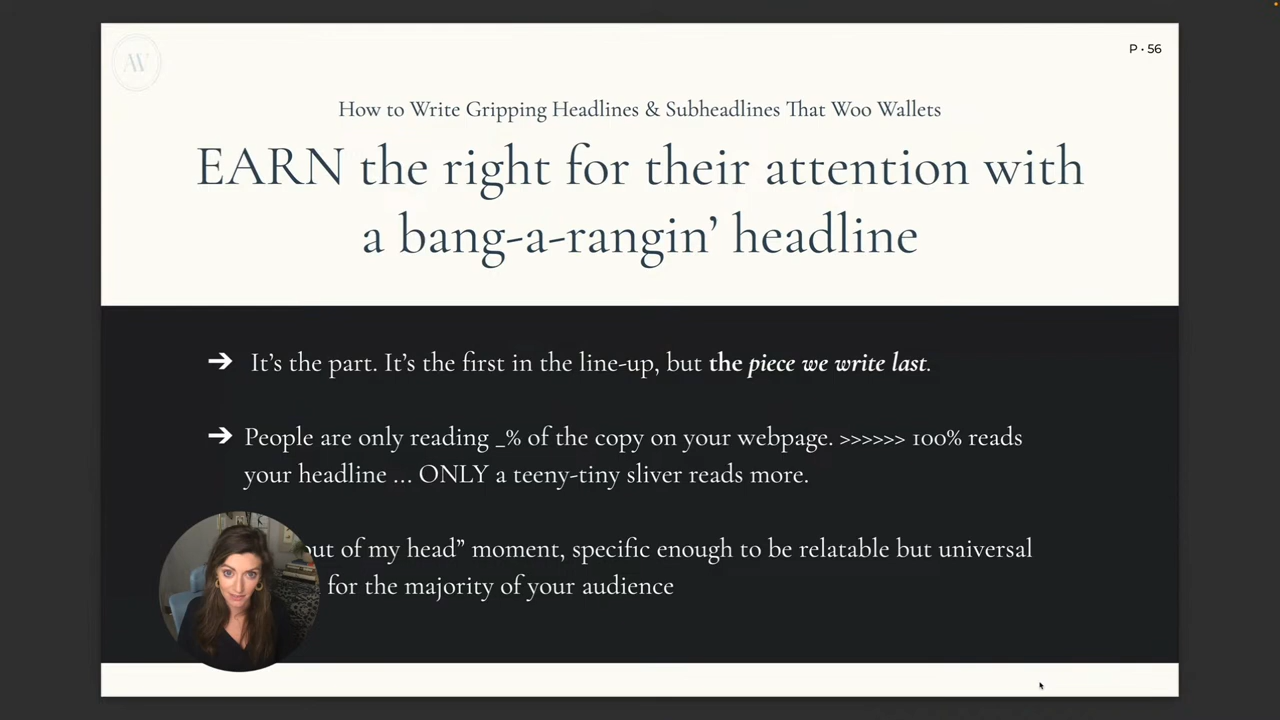 AW
P · 56
How to Write Gripping Headlines & Subheadlines That Woo Wallets
EARN the right for their attention with
a bang-a-rangin’ headline
➔ It’s the part. It’s the first in the line-up, but the piece we write last.
➔ People are only reading _% of the copy on your webpage. >>>>>> 100% reads
your headline ... ONLY a teeny-tiny sliver reads more.
out of my head” moment, specific enough to be relatable but universal
for the majority of your audience